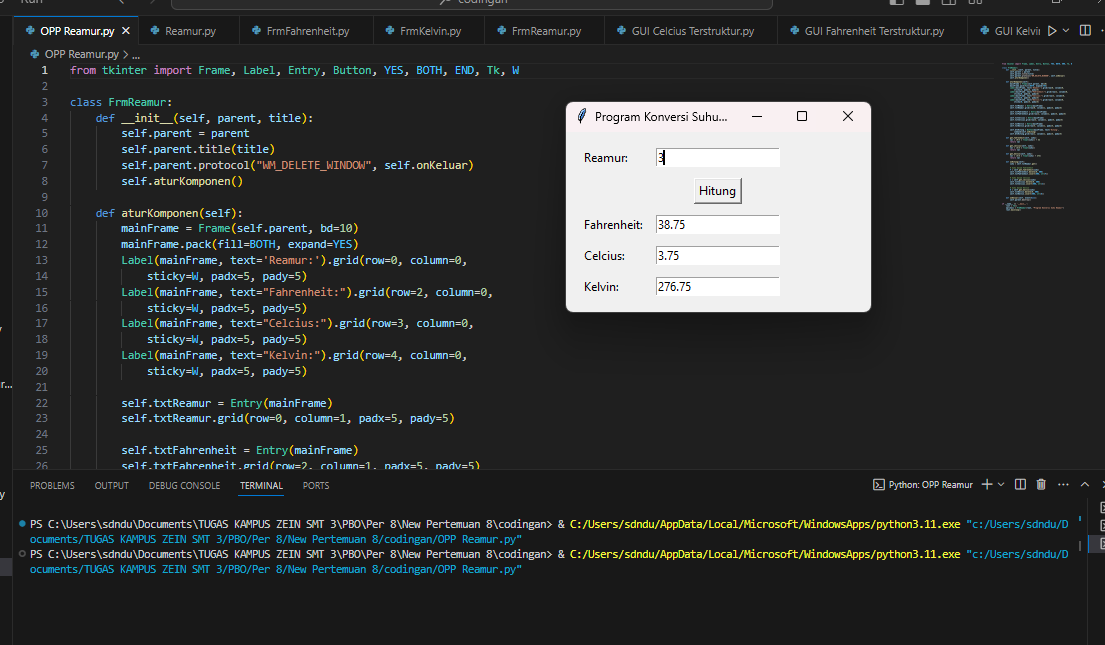 Run
codingan
OPP Reamur.py
Reamur.py
FrmFahrenheit.py
FrmKelvin.py
FrmReamur.py
GUI Celcius Terstruktur.py
GUI Fahrenheit Terstruktur.py
GUI Kelvi
OPP Reamur.py > ...
1 from tkinter import Frame, Label, Entry, Button, YES, BOTH, END, Tk, W
2
3 class FrmReamur:
4 def __init__(self, parent, title):
5 self.parent = parent
6 self.parent.title(title)
7 self.parent.protocol("WM_DELETE_WINDOW", self.onKeluar)
8 self.aturKomponen()
9
10 def aturKomponen(self):
11 mainFrame = Frame(self.parent, bd=10)
12 mainFrame.pack(fill=BOTH, expand=YES)
13 Label(mainFrame, text='Reamur:').grid(row=0, column=0,
14 sticky=W, padx=5, pady=5)
15 Label(mainFrame, text="Fahrenheit:").grid(row=2, column=0,
16 sticky=W, padx=5, pady=5)
17 Label(mainFrame, text="Celcius:").grid(row=3, column=0,
18 sticky=W, padx=5, pady=5)
19 Label(mainFrame, text="Kelvin:").grid(row=4, column=0,
20 sticky=W, padx=5, pady=5)
21
22 self.txtReamur = Entry(mainFrame)
23 self.txtReamur.grid(row=0, column=1, padx=5, pady=5)
24
25 self.txtFahrenheit = Entry(mainFrame)
26 self.txtFahrenheit.grid(row=2, column=1, padx=5, pady=5)
Program Konversi Suhu...
Reamur: 3
Hitung
Fahrenheit: 38.75
Celcius: 3.75
Kelvin: 276.75
PROBLEMS OUTPUT DEBUG CONSOLE TERMINAL PORTS
Python: OPP Reamur
PS C:\Users\sdndu\Documents\TUGAS KAMPUS ZEIN SMT 3\PBO\Per 8\New Pertemuan 8\codingan> & C:/Users/sdndu/AppData/Local/Microsoft/WindowsApps/python3.11.exe "c:/Users/sdndu/D
ocuments/TUGAS KAMPUS ZEIN SMT 3/PBO/Per 8/New Pertemuan 8/codingan/OPP Reamur.py"
PS C:\Users\sdndu\Documents\TUGAS KAMPUS ZEIN SMT 3\PBO\Per 8\New Pertemuan 8\codingan> & C:/Users/sdndu/AppData/Local/Microsoft/WindowsApps/python3.11.exe "c:/Users/sdndu/D
ocuments/TUGAS KAMPUS ZEIN SMT 3/PBO/Per 8/New Pertemuan 8/codingan/OPP Reamur.py"